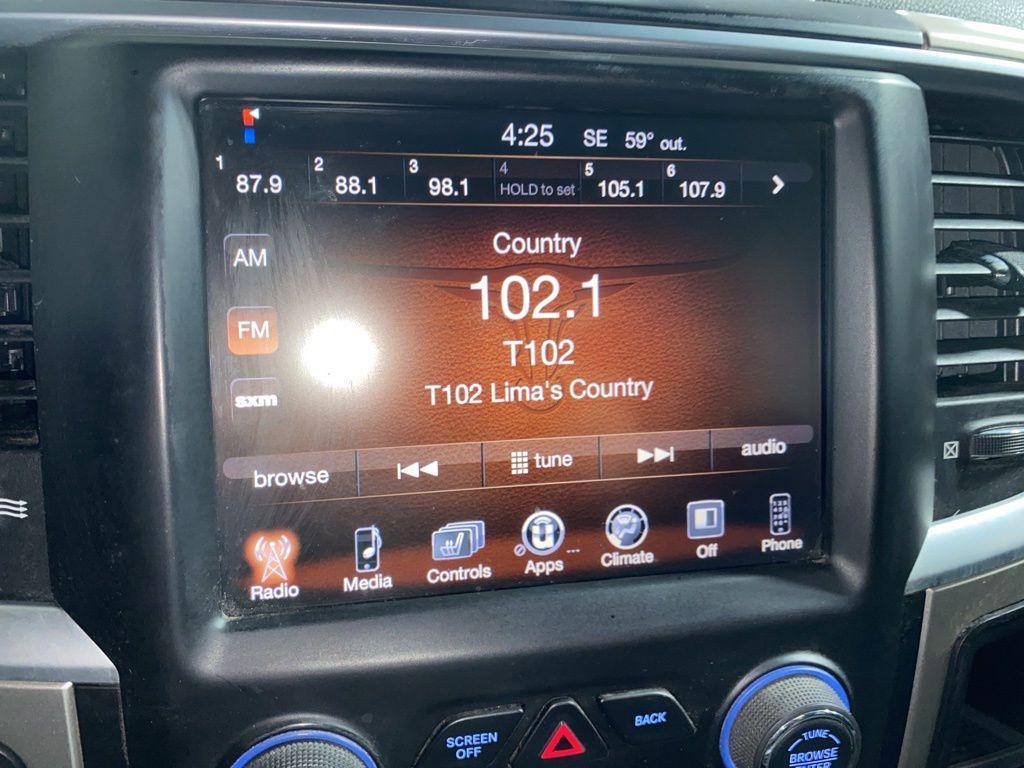 4:25 SE 59° out.
1 2 3 4 5 6
87.9 88.1 98.1 HOLD to set 105.1 107.9
Country
AM
102.1
FM
T102
T102 Lima's Country
sxm
browse tune audio
Radio Media Controls Apps Climate Off Phone
SCREEN OFF
BACK
TUNE
BROWSE
ENTER